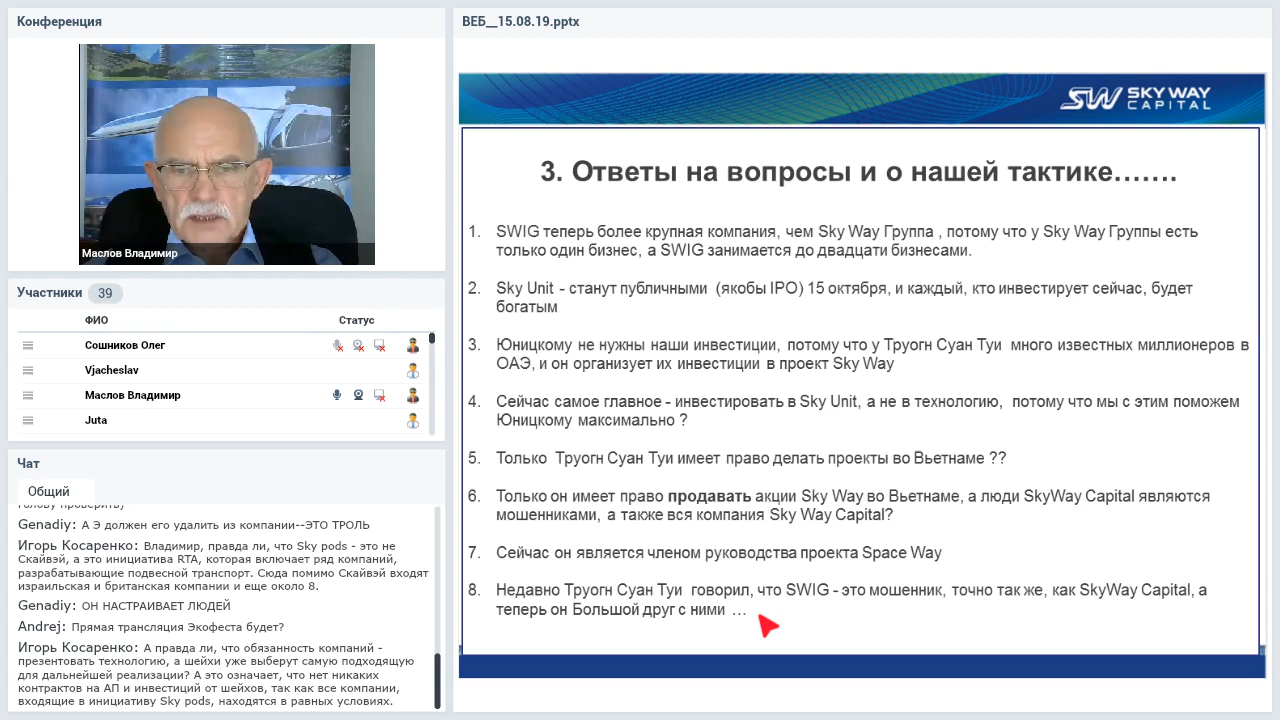 Конференция
Маслов Владимир
Участники 39
ФИО Статус
Сошников Олег
Vjacheslav
Маслов Владимир
Juta
Чат
Общий
голову проверить)
Genadiy: А Э должен его удалить из компании--ЭТО ТРОЛЬ
Игорь Косаренко: Владимир, правда ли, что Sky pods - это не
Скайвэй, а это инициатива RTA, которая включает ряд компаний,
разрабатывающие подвесной транспорт. Сюда помимо Скайвэй входят
израильская и британская компании и еще около 8.
Genadiy: ОН НАСТРАИВАЕТ ЛЮДЕЙ
Andrej: Прямая трансляция Экофеста будет?
Игорь Косаренко: А правда ли, что обязанность компаний -
презентовать технологию, а шейхи уже выберут самую подходящую
для дальнейшей реализации? А это означает, что нет никаких
контрактов на АП и инвестиций от шейхов, так как все компании,
входящие в инициативу Sky pods, находятся в равных условиях.
ВЕБ__15.08.19.pptx
SW SKY WAY
CAPITAL
3. Ответы на вопросы и о нашей тактике…….
1. SWIG теперь более крупная компания, чем Sky Way Группа , потому что у Sky Way Группы есть
только один бизнес, а SWIG занимается до двадцати бизнесами.
2. Sky Unit - станут публичными (якобы IPO) 15 октября, и каждый, кто инвестирует сейчас, будет
богатым
3. Юницкому не нужны наши инвестиции, потому что у Труогн Суан Туи много известных миллионеров в
ОАЭ, и он организует их инвестиции в проект Sky Way
4. Сейчас самое главное - инвестировать в Sky Unit, а не в технологию, потому что мы с этим поможем
Юницкому максимально ?
5. Только Труогн Суан Туи имеет право делать проекты во Вьетнаме ??
6. Только он имеет право продавать акции Sky Way во Вьетнаме, а люди SkyWay Capital являются
мошенниками, а также вся компания Sky Way Capital?
7. Сейчас он является членом руководства проекта Space Way
8. Недавно Труогн Суан Туи говорил, что SWIG - это мошенник, точно так же, как SkyWay Capital, а
теперь он Большой друг с ними …